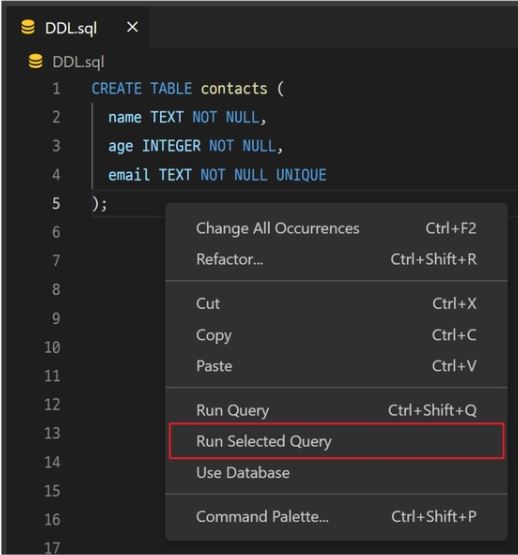 DDL.sql
DDL.sql
1 CREATE TABLE contacts (
2 name TEXT NOT NULL,
3 age INTEGER NOT NULL,
4 email TEXT NOT NULL UNIQUE
5 );
6
Change All Occurrences Ctrl+F2
7
Refactor... Ctrl+Shift+R
8
9
Cut Ctrl+X
10
Copy Ctrl+C
11
Paste Ctrl+V
12
Run Query Ctrl+Shift+Q
13
Run Selected Query
14
Use Database
15
16
Command Palette... Ctrl+Shift+P
17